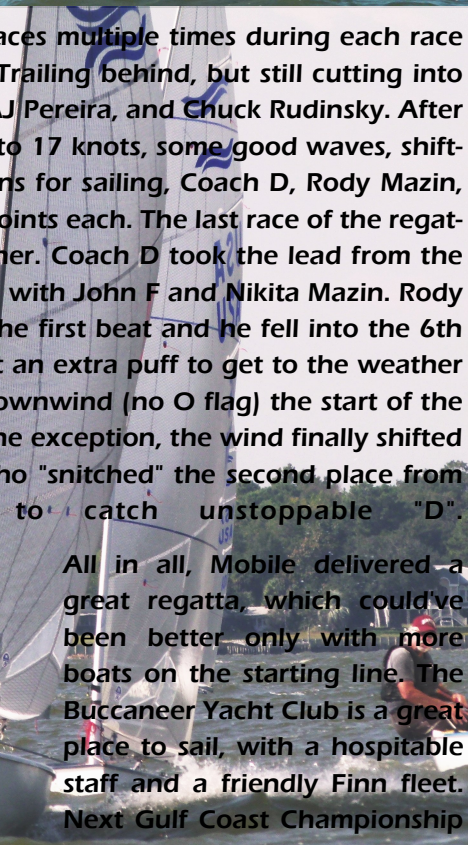 aces multiple times during each race
Trailing behind, but still cutting into
AJ Pereira, and Chuck Rudinsky. After
to 17 knots, some good waves, shift-
ns for sailing, Coach D, Rody Mazin,
oints each. The last race of the regat-
ner. Coach D took the lead from the
with John F and Nikita Mazin. Rody
he first beat and he fell into the 6th
t an extra puff to get to the weather
ownwind (no O flag) the start of the
ne exception, the wind finally shifted
ho "snitched" the second place from
to catch unstoppable "D".
All in all, Mobile delivered a
great regatta, which could've
been better only with more
boats on the starting line. The
Buccaneer Yacht Club is a great
place to sail, with a hospitable
staff and a friendly Finn fleet.
Next Gulf Coast Championship
USA